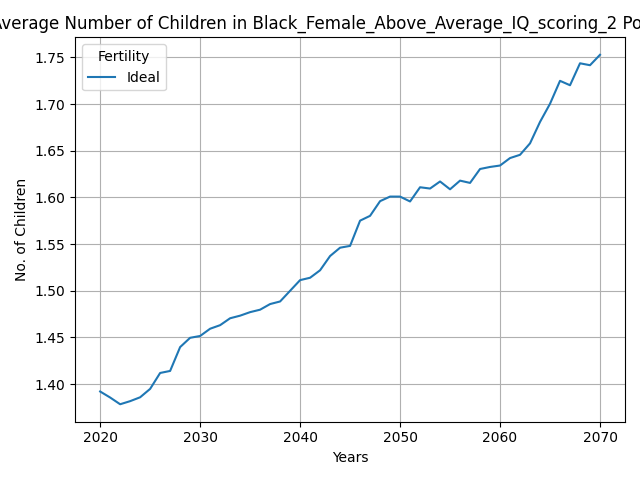 Average Number of Children in Black_Female_Above_Average_IQ_scoring_2 Po
Fertility
Ideal
No. of Children
1.75
1.70
1.65
1.60
1.55
1.50
1.45
1.40
2020 2030 2040 2050 2060 2070
Years